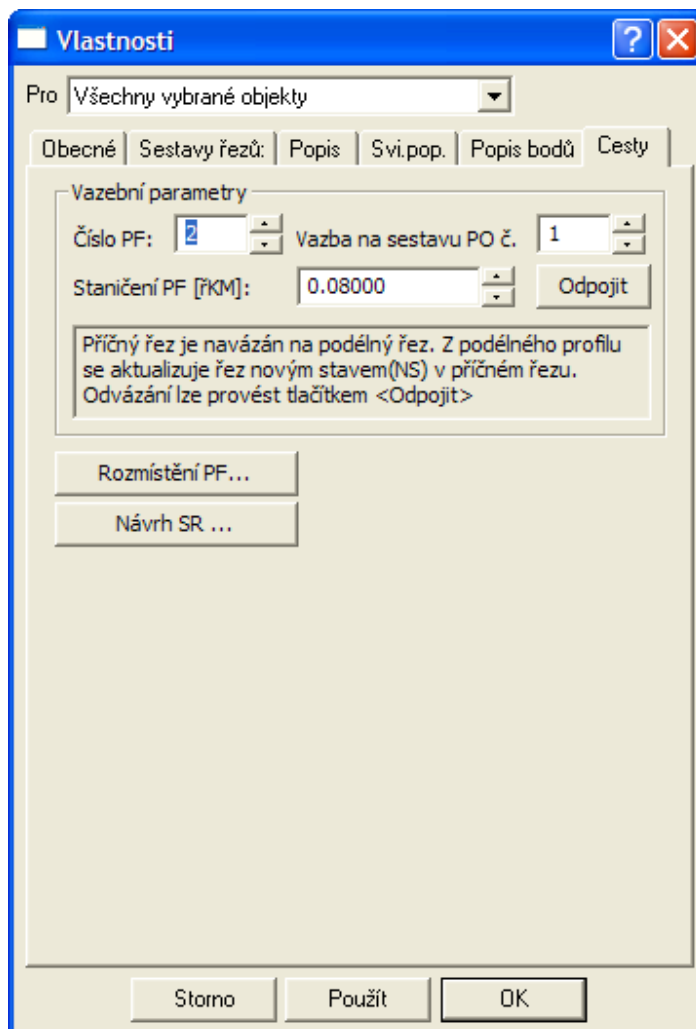 Vlastnosti
Pro Všechny vybrané objekty
Obecné Sestavy řezů: Popis Svi.pop. Popis bodů Cesty
Vazební parametry
Číslo PF: 2 Vazba na sestavu PO č. 1
Staničení PF [řKM]: 0.08000 Odpojit
Příčný řez je navázán na podélný řez. Z podélného profilu
se aktualizuje řez novým stavem(NS) v příčném řezu.
Odvázání lze provést tlačítkem <Odpojit>
Rozmístění PF...
Návrh SR ...
Storno Použít OK